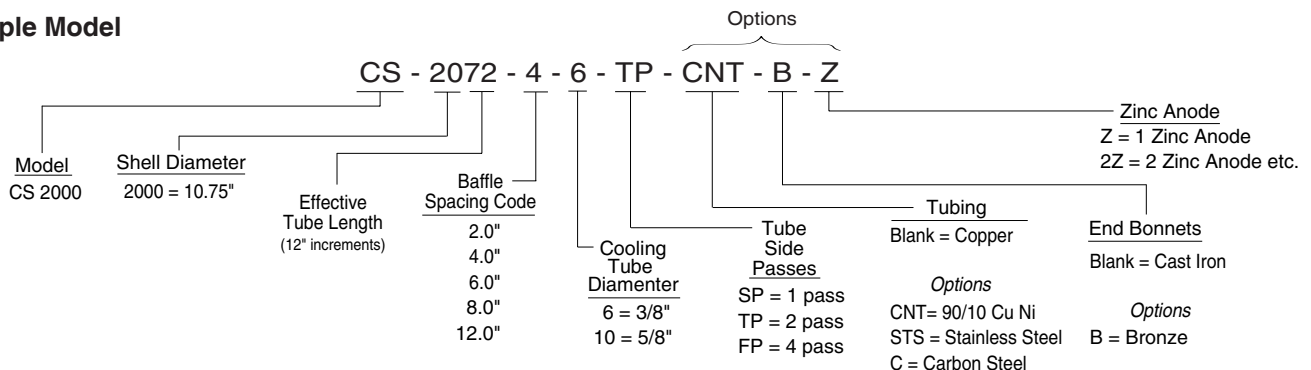 Options
ple Model
CS - 2072 - 4 - 6 - TP - CNT - B - Z
Model
CS 2000
Shell Diameter
2000 = 10.75"
Effective
Tube Length
(12" increments)
Baffle
Spacing Code
2.0"
4.0"
6.0"
8.0"
12.0"
Cooling
Tube
Diamenter
6 = 3/8"
10 = 5/8"
Tube
Side
Passes
SP = 1 pass
TP = 2 pass
FP = 4 pass
Tubing
Blank = Copper
Options
CNT= 90/10 Cu Ni
STS = Stainless Steel
C = Carbon Steel
End Bonnets
Blank = Cast Iron
Options
B = Bronze
Zinc Anode
Z = 1 Zinc Anode
2Z = 2 Zinc Anode etc.